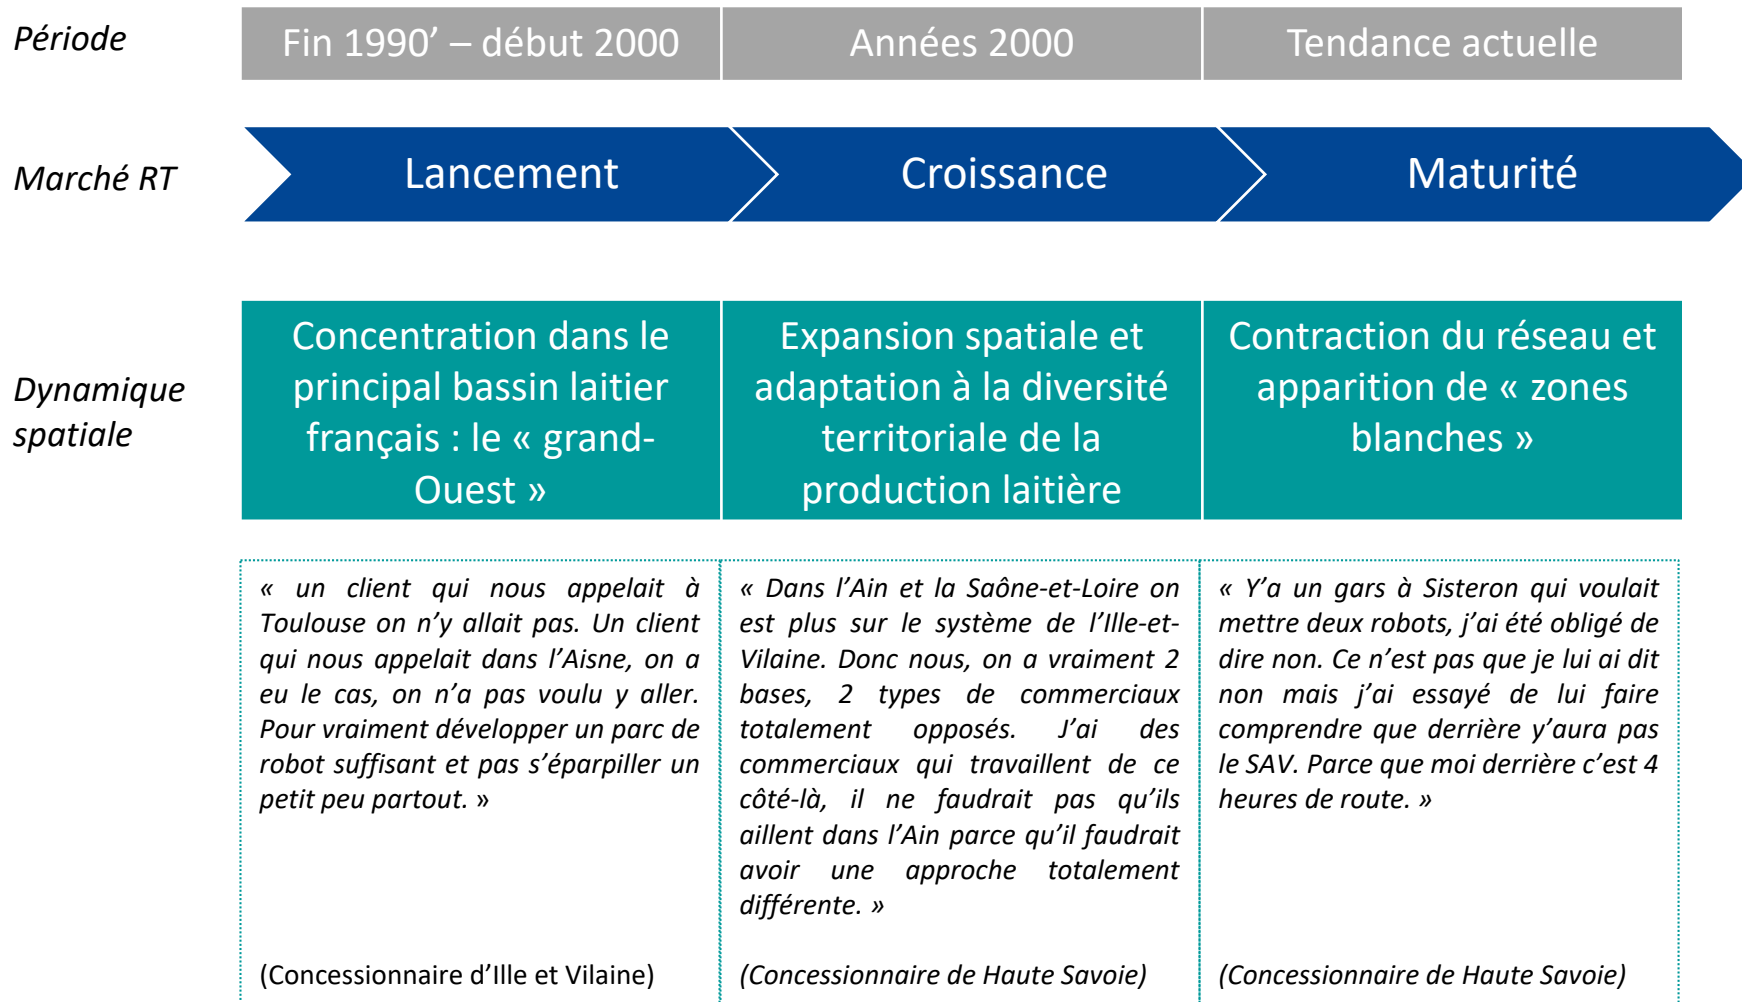 Période
Fin 1990’ – début 2000
Années 2000
Tendance actuelle
Marché RT
Lancement
Croissance
Maturité
Dynamique
spatiale
Concentration dans le
principal bassin laitier
français : le « grand-
Ouest »
Expansion spatiale et
adaptation à la diversité
territoriale de la
production laitière
Contraction du réseau et
apparition de « zones
blanches »
« un client qui nous appelait à
Toulouse on n’y allait pas. Un client
qui nous appelait dans l’Aisne, on a
eu le cas, on n’a pas voulu y aller.
Pour vraiment développer un parc de
robot suffisant et pas s’éparpiller un
petit peu partout. »
(Concessionnaire d’Ille et Vilaine)
« Dans l’Ain et la Saône-et-Loire on
est plus sur le système de l’Ille-et-
Vilaine. Donc nous, on a vraiment 2
bases, 2 types de commerciaux
totalement opposés. J’ai des
commerciaux qui travaillent de ce
côté-là, il ne faudrait pas qu’ils
aillent dans l’Ain parce qu’il faudrait
avoir une approche totalement
différente. »
(Concessionnaire de Haute Savoie)
« Y’a un gars à Sisteron qui voulait
mettre deux robots, j’ai été obligé de
dire non. Ce n’est pas que je lui ai dit
non mais j’ai essayé de lui faire
comprendre que derrière y’aura pas
le SAV. Parce que moi derrière c’est 4
heures de route. »
(Concessionnaire de Haute Savoie)